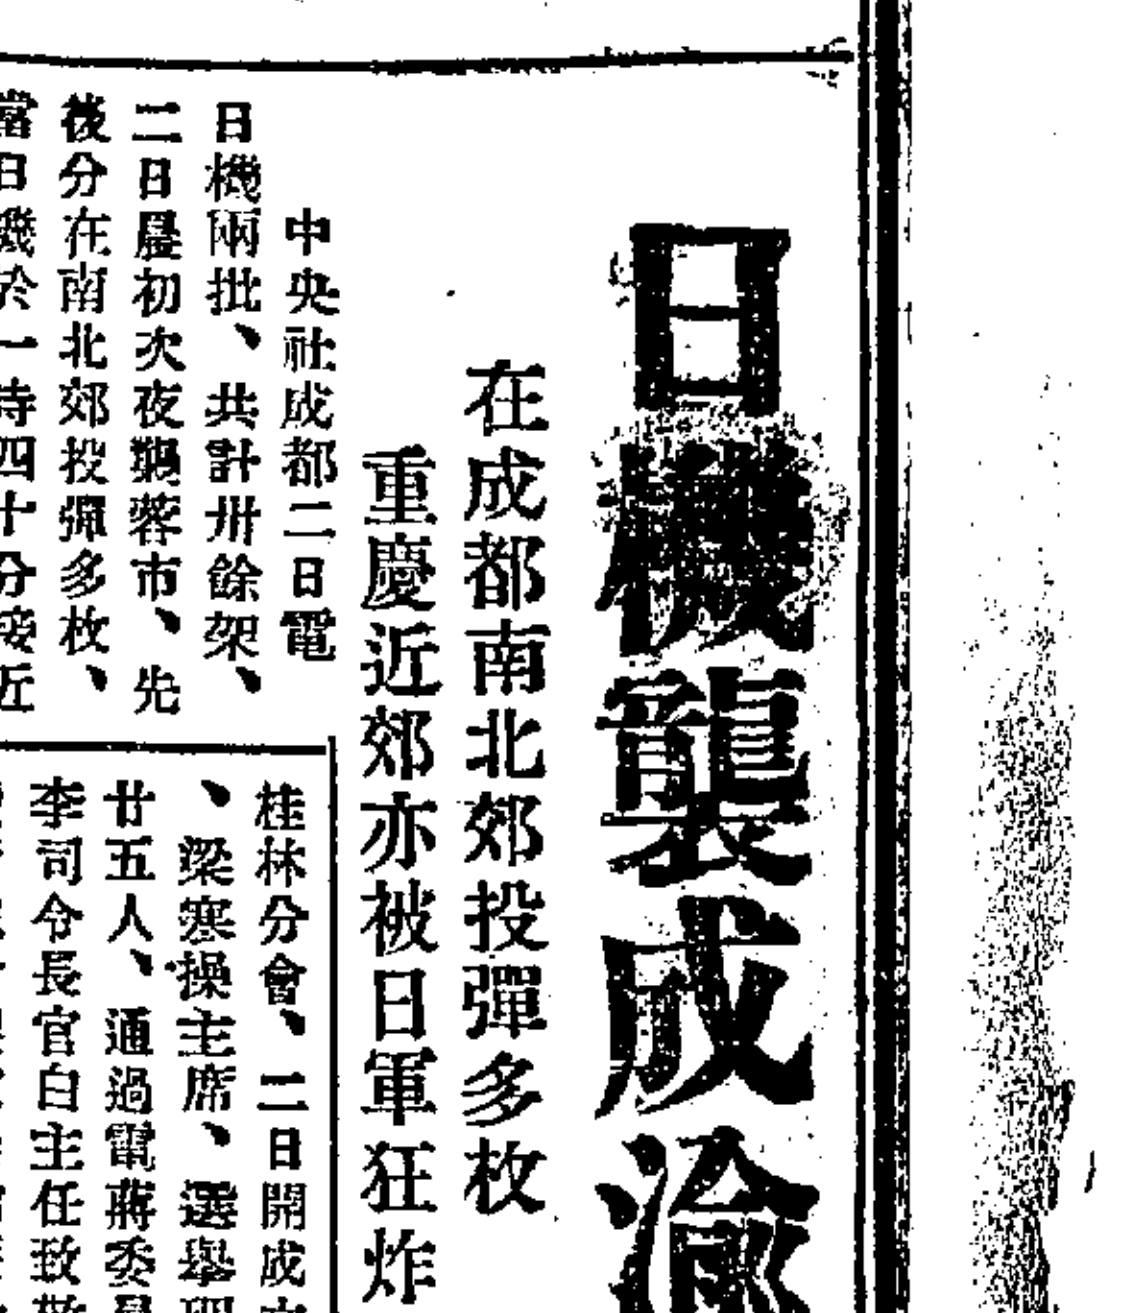 日機襲成渝
在成都南北郊投彈多枚
重慶近郊亦被日軍狂炸
中央社成都二日電
日機兩批、共計卅餘架、
二日晨初次夜襲蓉市、先
後分在南北郊投彈多枚、
當日機於一時四十分接近
桂林分會、二日開成
、梁寒操主席、選舉理
廿五人、通過電蔣委員
李司令長官白主任致敬